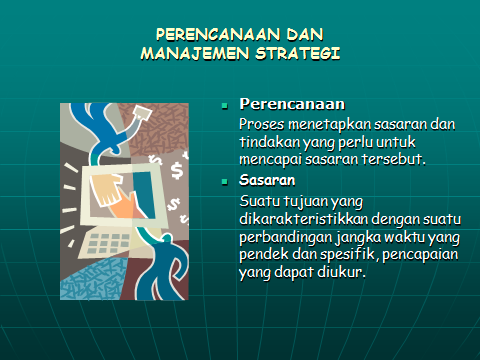 PERENCANAAN DAN
MANAJEMEN STRATEGI
Perencanaan
Proses menetapkan sasaran dan
tindakan yang perlu untuk
mencapai sasaran tersebut.
Sasaran
Suatu tujuan yang
dikarakteristikkan dengan suatu
perbandingan jangka waktu yang
pendek dan spesifik, pencapaian
yang dapat diukur.
$
$
$